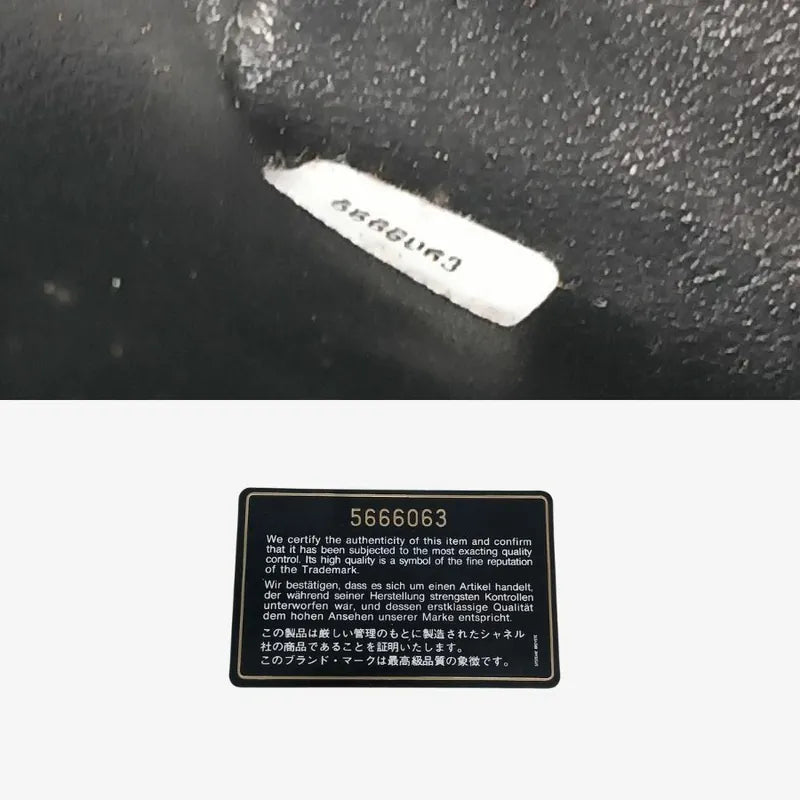 5666063
We certify the authenticity of this item and confirm
that it has been subjected to the most exacting quality
control. Its high quality is a symbol of the fine reputation
of the Trademark.
Wir bestätigen, dass es sich um einen Artikel handelt,
der während seiner Herstellung strengsten Kontrollen
unterworfen war, und dessen erstklassige Qualität
dem hohen Ansehen unserer Marke entspricht.
この製品は厳しい管理のもとに製造されたシャネル
社の商品であることを証明いたします。
このブランド・マークは最高級品質の象徴です。